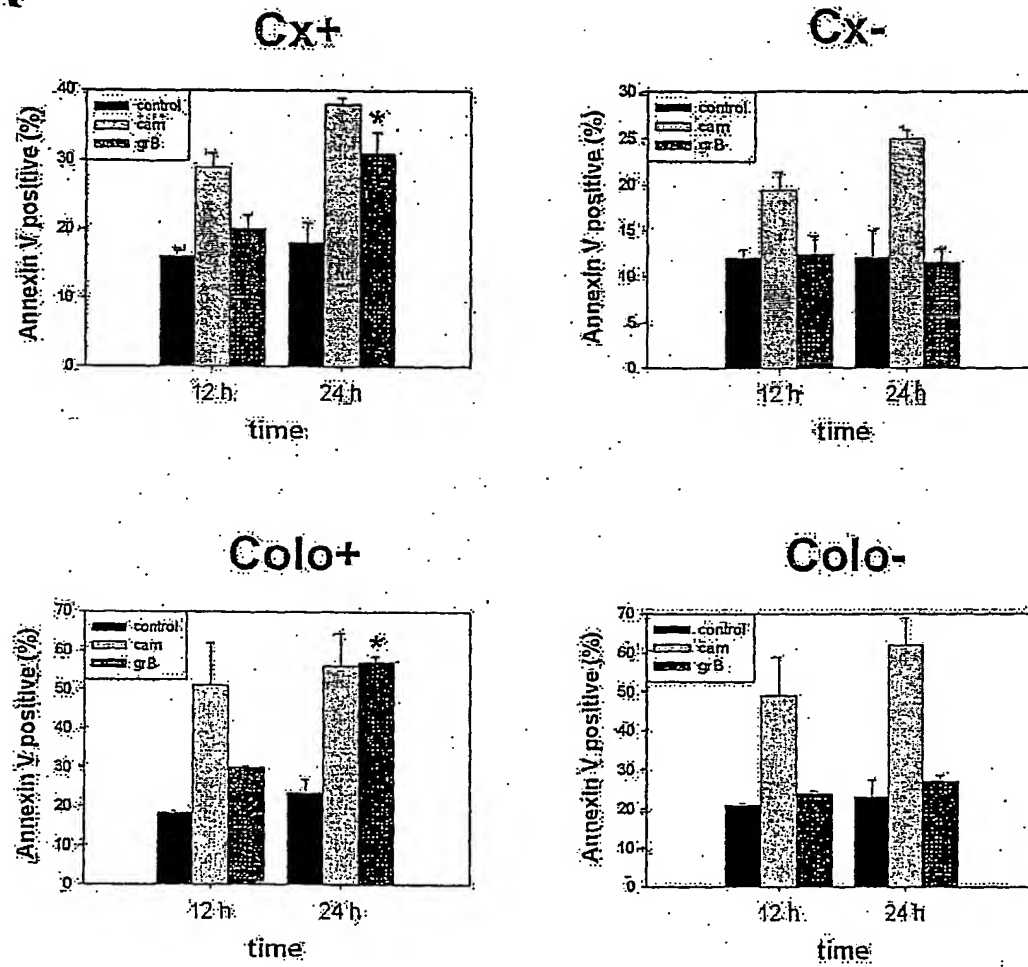 Cx+
Annexin V positive (%)
40
30
20
10
0
control
cam
grB
*
12 h
24 h
time
Cx-
Annexin V positive (%)
30
25
20
15
10
5
0
control
cam
grB
12 h
24 h
time
Colo+
Annexin V positive (%)
70
60
50
40
30
20
10
0
control
cam
grB
*
12 h
24 h
time
Colo-
Annexin V positive (%)
70
60
50
40
30
20
10
0
control
cam
grB
12 h
24 h
time